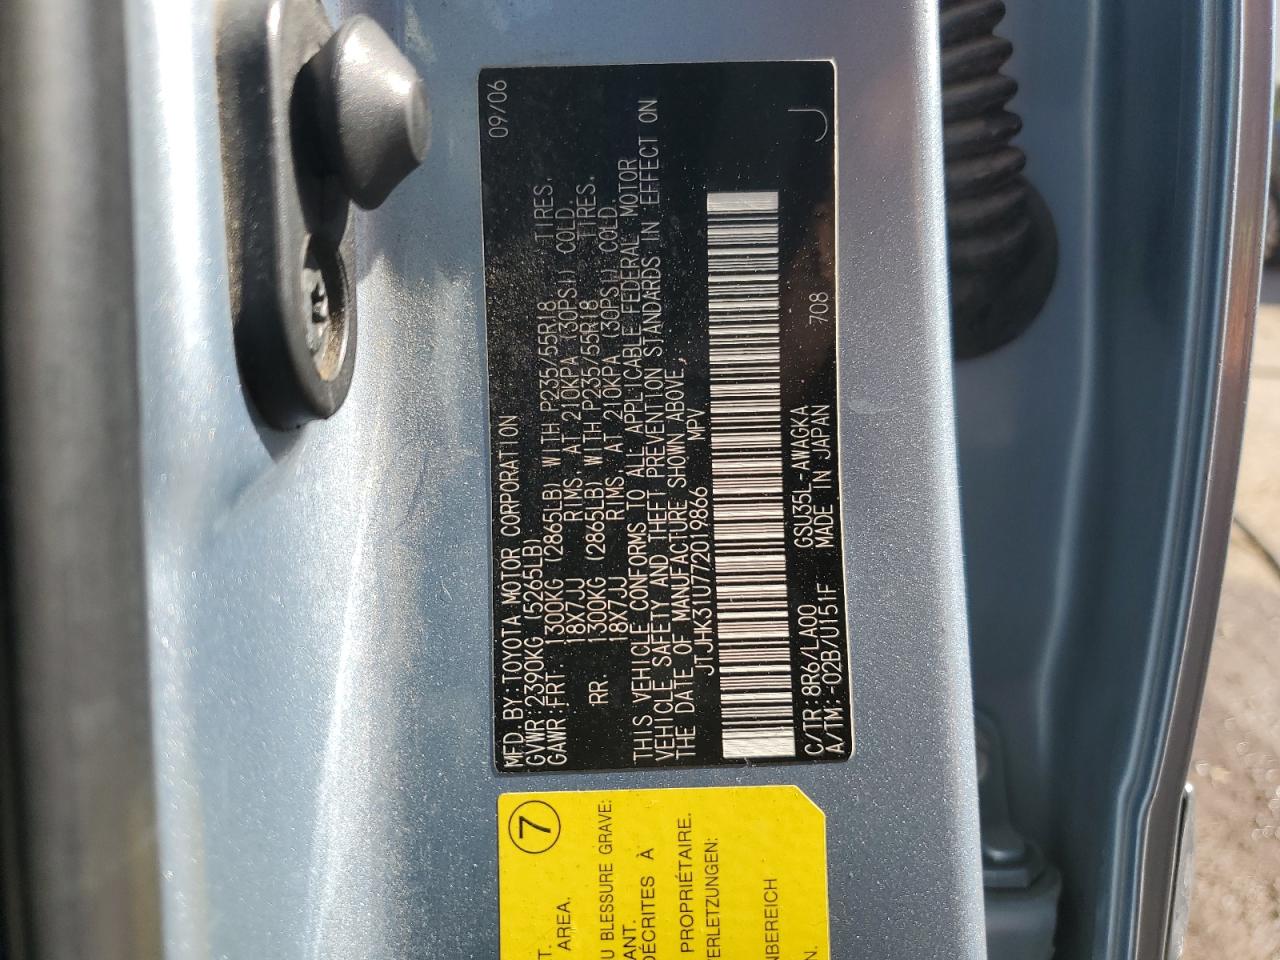 MFD. BY: TOYOTA MOTOR CORPORATION 09/06
GVWR: 2390KG (5265LB)
GAWR: FRT. 1300KG (2865LB) WITH P235/55R18 TIRES,
18X7JJ RIMS, AT 210KPA (30PSI) COLD.
RR. 1300KG (2865LB) WITH P235/55R18 TIRES,
18X7JJ RIMS, AT 210KPA (30PSI) COLD.
THIS VEHICLE CONFORMS TO ALL APPLICABLE FEDERAL MOTOR
VEHICLE SAFETY AND THEFT PREVENTION STANDARDS IN EFFECT ON
THE DATE OF MANUFACTURE SHOWN ABOVE,
JTJHK31U772019866 MPV
C/TR: 8R6/LA00 GSU35L-AWAGKA 708 J
A/TM: -02B/U151F MADE IN JAPAN
7
T.
AREA.
U BLESSURE GRAVE:
ANT.
DÉCRITES À
PROPRIÉTAIRE.
ERLETZUNGEN:
NBEREICH
N.